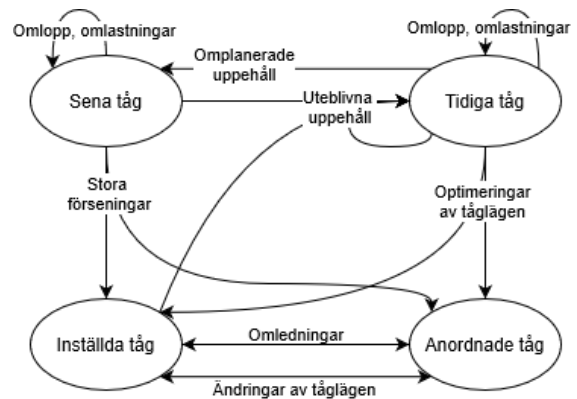 Omlopp, omlastningar
Omlopp, omlastningar
Omplanerade
uppehåll
Sena tåg
Uteblivna
uppehåll
Tidiga tåg
Stora
förseningar
Optimeringar
av tåglägen
Inställda tåg
Omledningar
Anordnade tåg
Ändringar av tåglägen